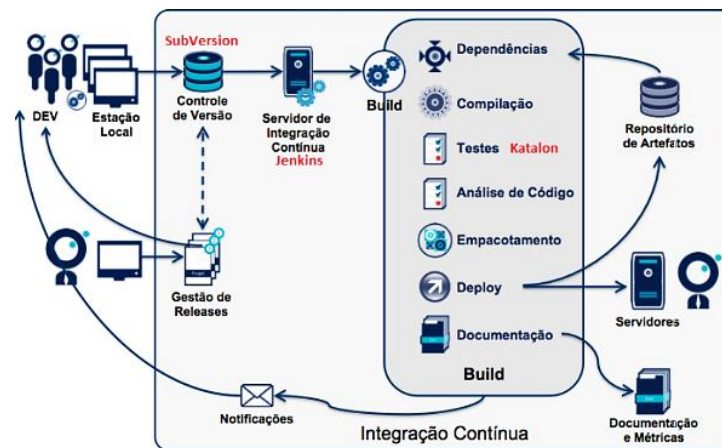 SubVersion
DEV
Estação
Local
Controle
de Versão
Servidor de
Integração
Contínua
Jenkins
Build
Dependências
Compilação
Testes Katalon
Análise de Código
Empacotamento
Deploy
Documentação
Build
Repositório
de Artefatos
Gestão de
Releases
Servidores
Notificações
Integração Contínua
Documentação
e Métricas